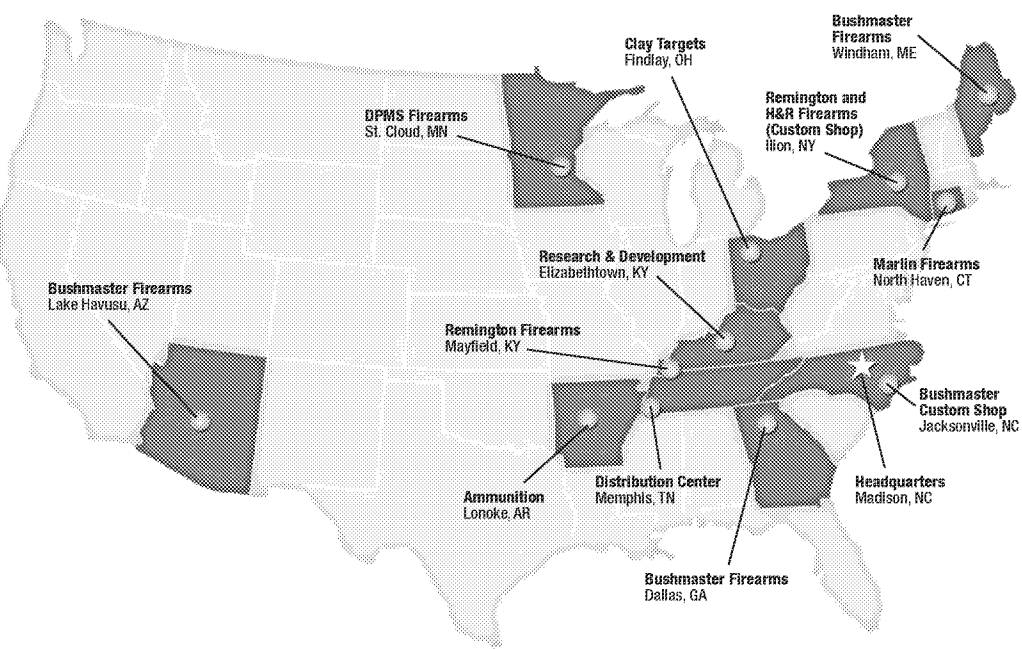 Bushmaster
Firearms
Windham, ME
Clay Targets
Findlay, OH
Remington and
H&R Firearms
(Custom Shop)
Ilion, NY
DPMS Firearms
St. Cloud, MN
Research & Development
Elizabethtown, KY
Marlin Firearms
North Haven, CT
Bushmaster Firearms
Lake Havusu, AZ
Remington Firearms
Mayfield, KY
Bushmaster
Custom Shop
Jacksonville, NC
Ammunition
Lonoke, AR
Distribution Center
Memphis, TN
Headquarters
Madison, NC
Bushmaster Firearms
Dallas, GA